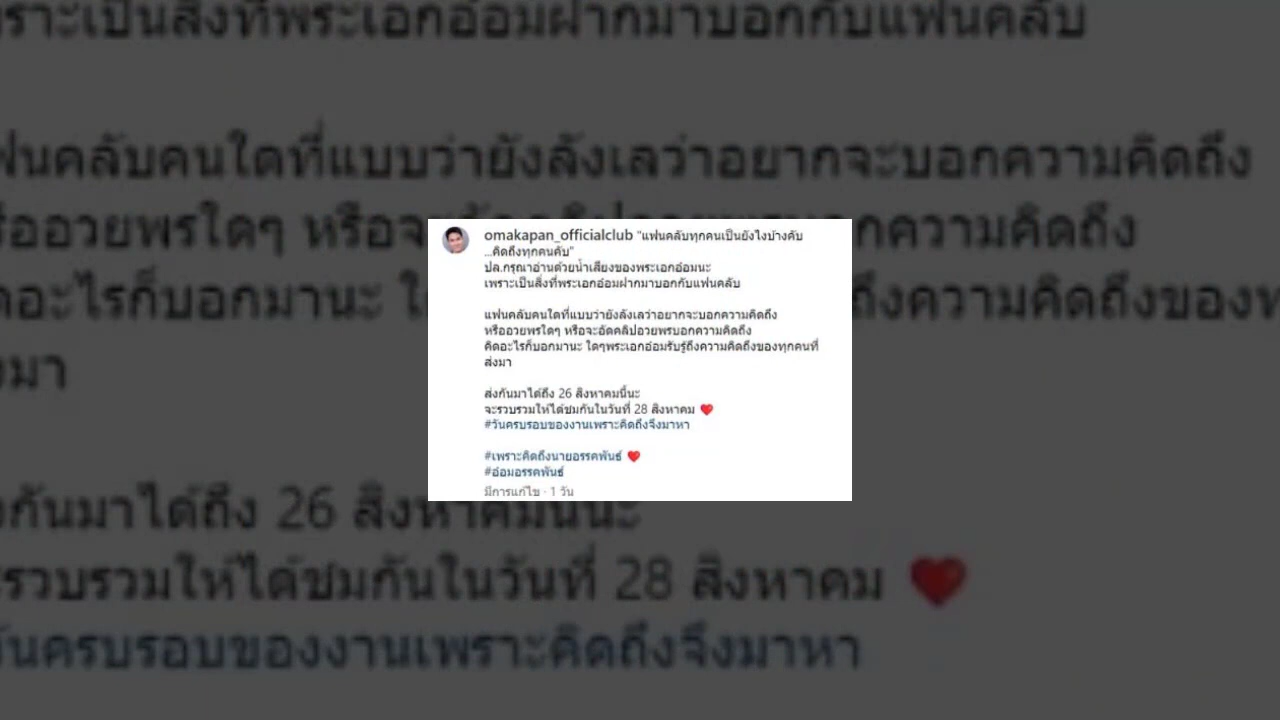 omakapan_officialclub "แฟนคลับทุกคนเป็นยังไงบ้างคับ
...คิดถึงทุกคนคับ"
ปล.กรุณาอ่านด้วยน้ำเสียงของพระเอกอ๋อมนะ
เพราะเป็นสิ่งที่พระเอกอ๋อมฝากมาบอกกับแฟนคลับ
แฟนคลับคนใดที่แบบว่ายังลังเลว่าอยากจะบอกความคิดถึง
หรืออวยพรใดๆ หรือจะอัดคลิปอวยพรบอกความคิดถึง
คิดอะไรก็บอกมานะ ใดๆพระเอกอ๋อมรับรู้ถึงความคิดถึงของทุกคนที่
ส่งมา
ส่งกันมาได้ถึง 26 สิงหาคมนี้นะ
จะรวบรวมให้ได้ชมกันในวันที่ 28 สิงหาคม ❤️
#วันครบรอบของงานเพราะคิดถึงจึงมาหา
#เพราะคิดถึงนายอรรคพันธ์ ❤️
#อ๋อมอรรคพันธ์
มีการแก้ไข · 1 วัน